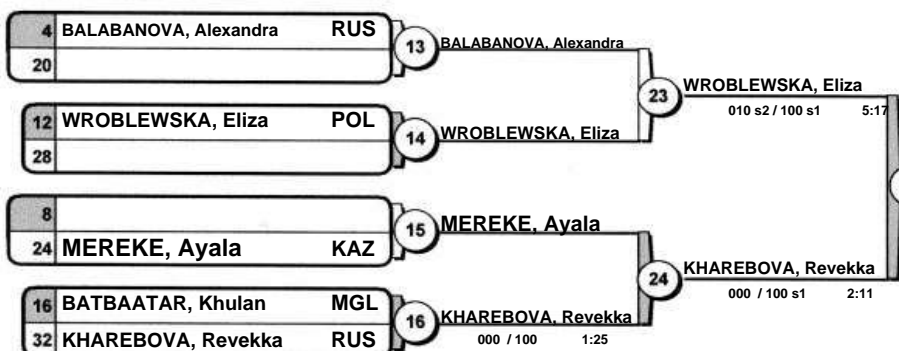 4 BALABANOVA, Alexandra RUS
20
13 BALABANOVA, Alexandra
12 WROBLEWSKA, Eliza POL
28
14 WROBLEWSKA, Eliza
23 WROBLEWSKA, Eliza
010 s2 / 100 s1 5:17
8
24 MEREKE, Ayala KAZ
15 MEREKE, Ayala
16 BATBAATAR, Khulan MGL
32 KHAREBOVA, Revekka RUS
16 KHAREBOVA, Revekka
000 / 100 1:25
24 KHAREBOVA, Revekka
000 / 100 s1 2:11